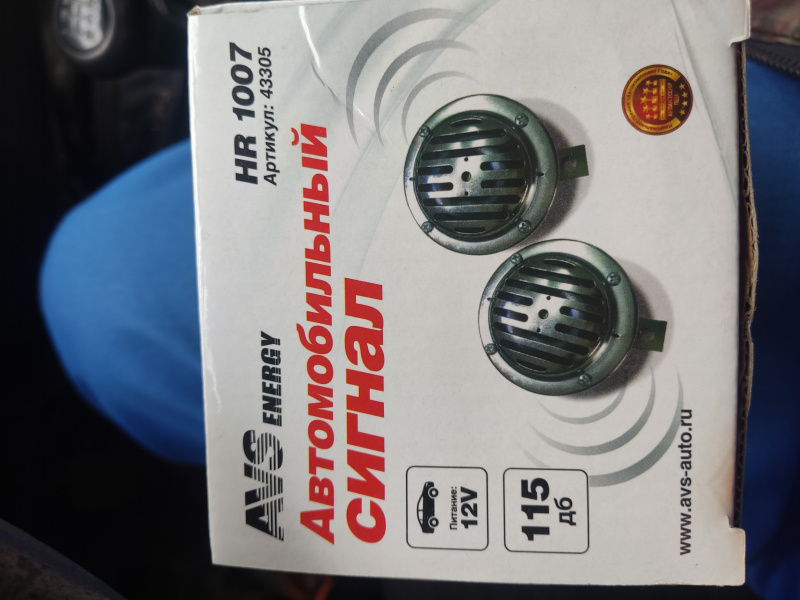 AVS ENERGY
HR 1007
Артикул: 43305
Автомобильный
СИГНАЛ
Питание:
12V
115
дб
www.avs-auto.ru